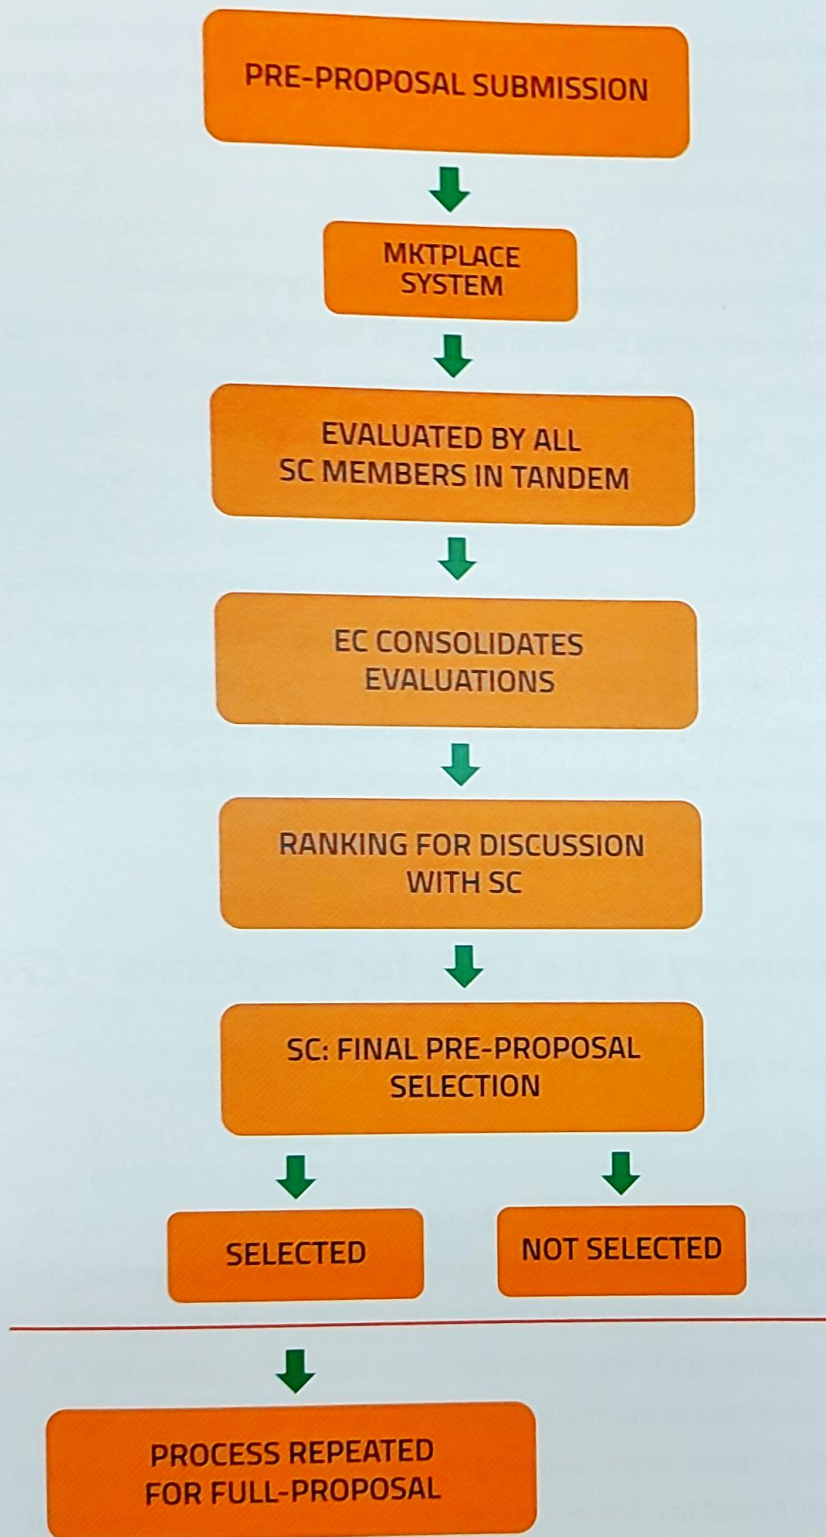 PRE-PROPOSAL SUBMISSION
MKTPLACE
SYSTEM
EVALUATED BY ALL
SC MEMBERS IN TANDEM
EC CONSOLIDATES
EVALUATIONS
RANKING FOR DISCUSSION
WITH SC
SC: FINAL PRE-PROPOSAL
SELECTION
SELECTED
NOT SELECTED
PROCESS REPEATED
FOR FULL-PROPOSAL